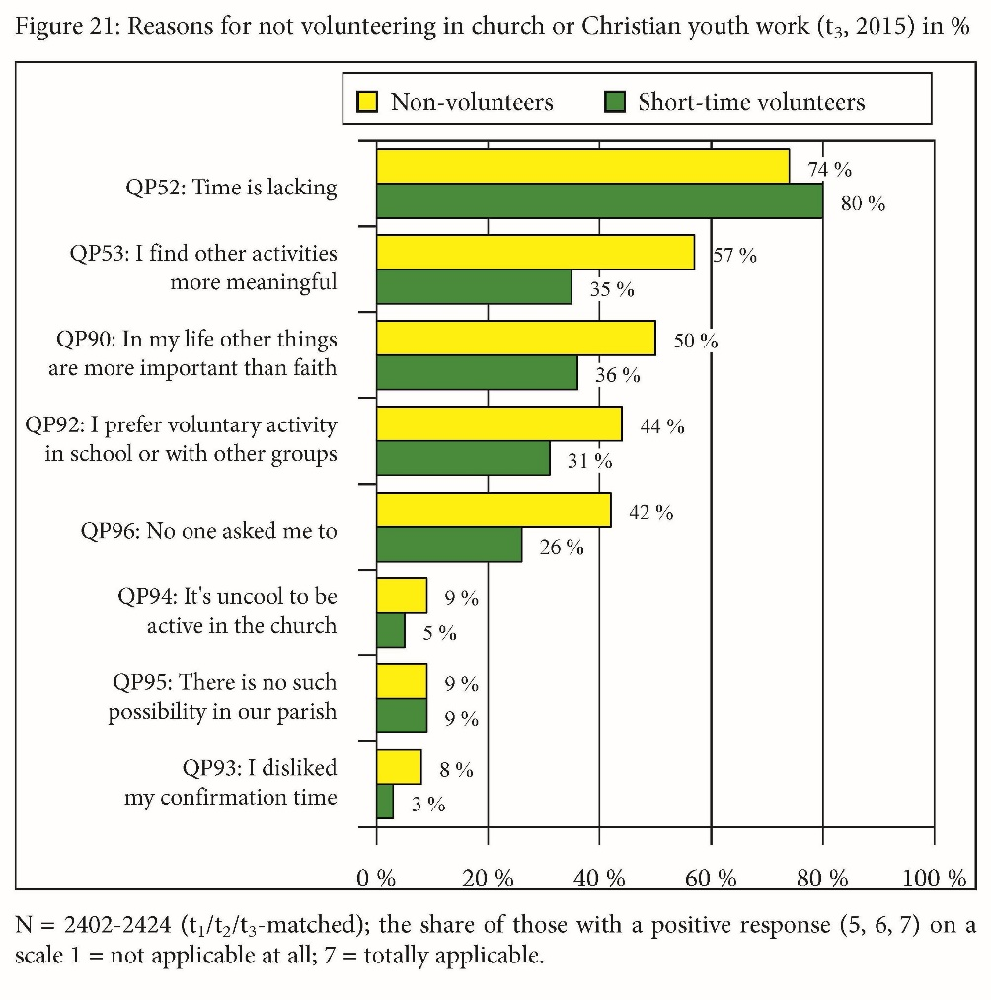 Figure 21: Reasons for not volunteering in church or Christian youth work (t₃, 2015) in %
Non-volunteers
Short-time volunteers
QP52: Time is lacking
74 %
80 %
QP53: I find other activities
more meaningful
57 %
35 %
QP90: In my life other things
are more important than faith
50 %
36 %
QP92: I prefer voluntary activity
in school or with other groups
44 %
31 %
QP96: No one asked me to
42 %
26 %
QP94: It's uncool to be
active in the church
9 %
5 %
QP95: There is no such
possibility in our parish
9 %
9 %
QP93: I disliked
my confirmation time
8 %
3 %
0 % 20 % 40 % 60 % 80 % 100 %
N = 2402-2424 (t₁/t₂/t₃-matched); the share of those with a positive response (5, 6, 7) on a
scale 1 = not applicable at all; 7 = totally applicable.